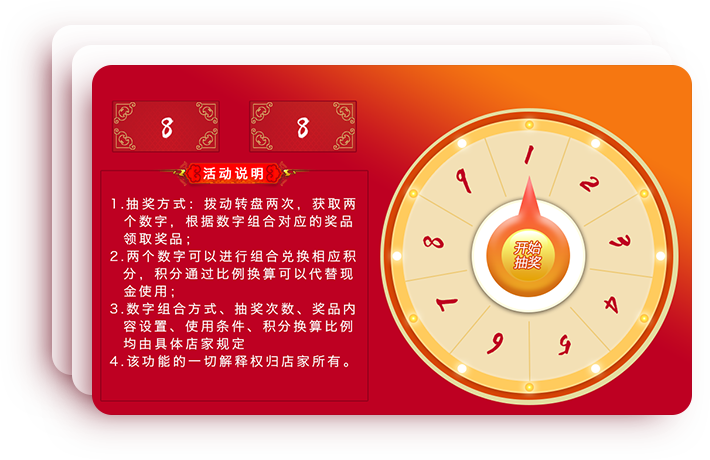 8 8
活动说明
1.抽奖方式：拨动转盘两次，获取两
个数字，根据数字组合对应的奖品
领取奖品；
2.两个数字可以进行组合兑换相应积
分，积分通过比例换算可以代替现
金使用；
3.数字组合方式、抽奖次数、奖品内
容设置、使用条件、积分换算比例
均由具体店家规定
4.该功能的一切解释权归店家所有。
1
2
3
4
5
6
7
8
9
开始
抽奖